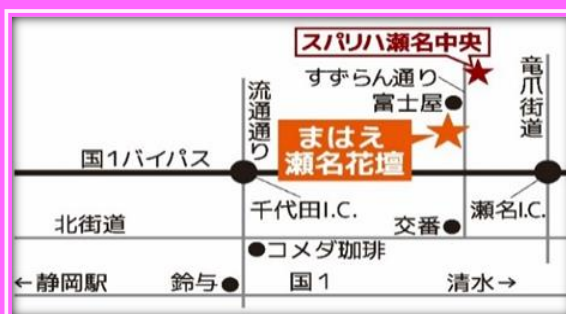 スパリハ瀬名中央
すずらん通り
富士屋
竜爪街道
流通通り
まはえ
瀬名花壇
国1バイパス
千代田I.C.
瀬名I.C.
北街道
交番
コメダ珈琲
←静岡駅
鈴与
国1
清水→